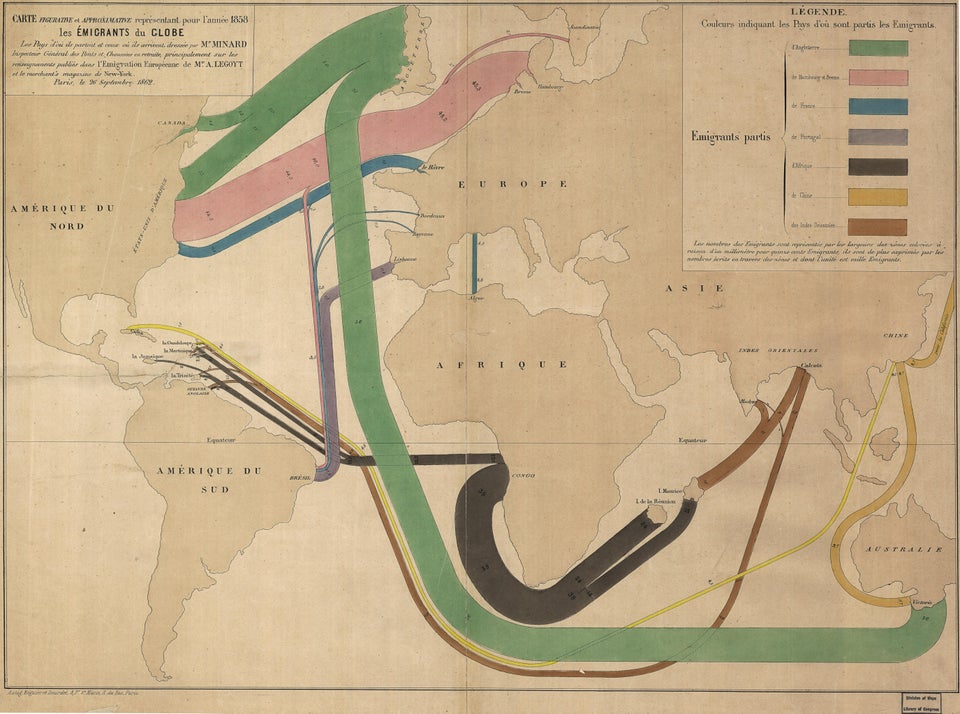 CARTE FIGURATIVE et APPROXIMATIVE représentant pour l'année 1858
les ÉMIGRANTS du GLOBE
Les Pays d'où ils partent et ceux où ils arrivent dressée par Mr. MINARD
Inspecteur Général des Ponts et Chaussées en retraite, principalement sur les
renseignements publiés dans l'Emigration Européenne de Mr. A. LEGOYT
et le merchant's magazine de New-York.
Paris, le 26 Septembre 1862.
LÉGENDE.
Couleurs indiquant les Pays d'où sont partis les Emigrants.
Emigrants partis
d'Angleterre
de Hambourg et Brême
de France
de Portugal
d'Afrique
de Chine
des Indes Orientales
Les nombres des Emigrants sont représentés par les largeurs des zônes colorées à
raison d'un millimètre pour quinze cents Emigrants, ils sont de plus exprimés par les
nombres écrits en travers des zônes et dont l'unité est mille Emigrants.
ANGLETERRE
Scandinavie
Hambourg
Brême
CANADA
ÉTATS-UNIS D'AMÉRIQUE
le Hâvre
EUROPE
AMÉRIQUE DU
NORD
Bordeaux
Bayonne
Lisbonne
Alger
ASIE
CHINE
Cuba
la Guadeloupe
la Martinique
la Jamaïque
la Trinité
GUYANE
ANGLAISE
AFRIQUE
INDES ORIENTALES
Calcutta
Madras
Equateur
Equateur
AMÉRIQUE DU
SUD
BRÉSIL
CONGO
I. Maurice
I. de la Réunion
AUSTRALIE
Victoria
Autog. Régnier et Dourdet, 8, Pge. Ste. Marie, R. du Bac, Paris
Division of Maps
Library of Congress